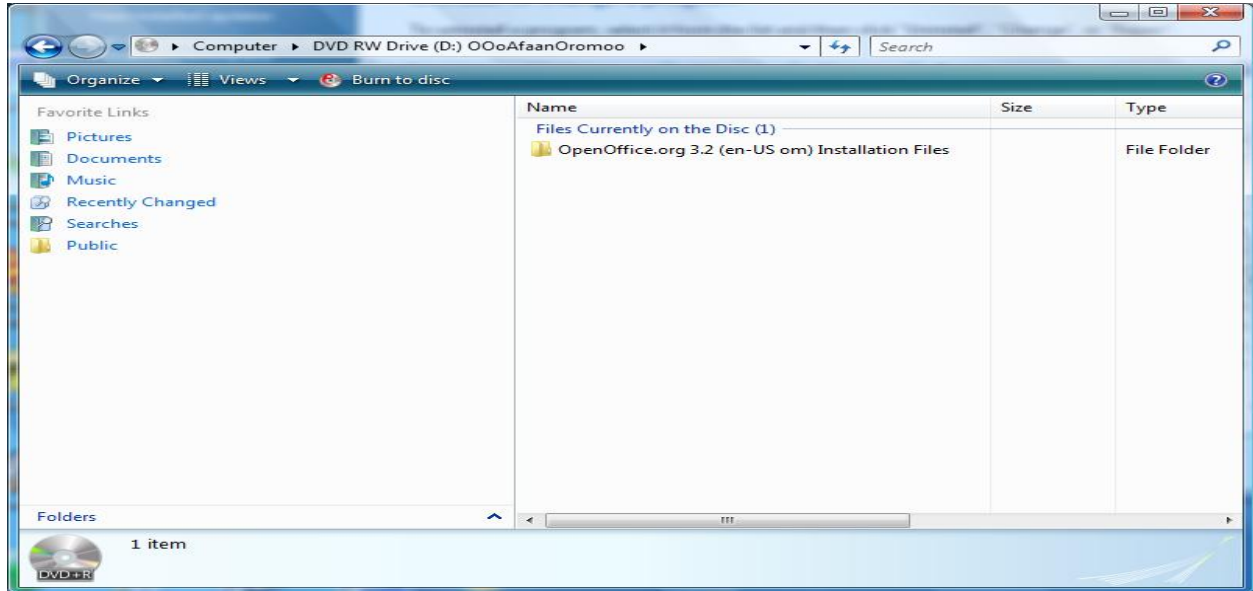 Computer ▸ DVD RW Drive (D:) OOoAfaanOromoo ▸ Search
Organize Views Burn to disc
Favorite Links
Pictures
Documents
Music
Recently Changed
Searches
Public
Folders
Name Size Type
Files Currently on the Disc (1)
OpenOffice.org 3.2 (en-US om) Installation Files File Folder
1 item
DVD+R